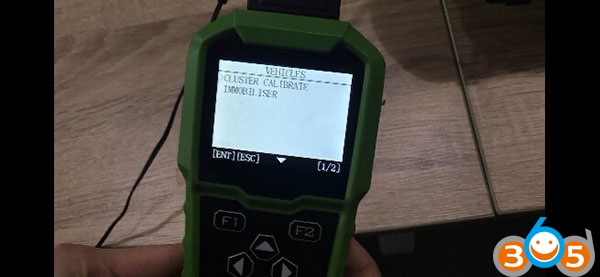 VEHICLES
CLUSTER CALIBRATE
IMMOBILISER
[ENT][ESC] [1/2]
F1 F2
365